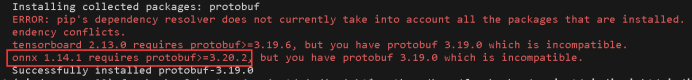 Installing collected packages: protobuf
ERROR: pip's dependency resolver does not currently take into account all the packages that are installed.
endency conflicts.
tensorboard 2.13.0 requires protobuf>=3.19.6, but you have protobuf 3.19.0 which is incompatible.
onnx 1.14.1 requires protobuf>=3.20.2, but you have protobuf 3.19.0 which is incompatible.
Successfully installed protobuf-3.19.0